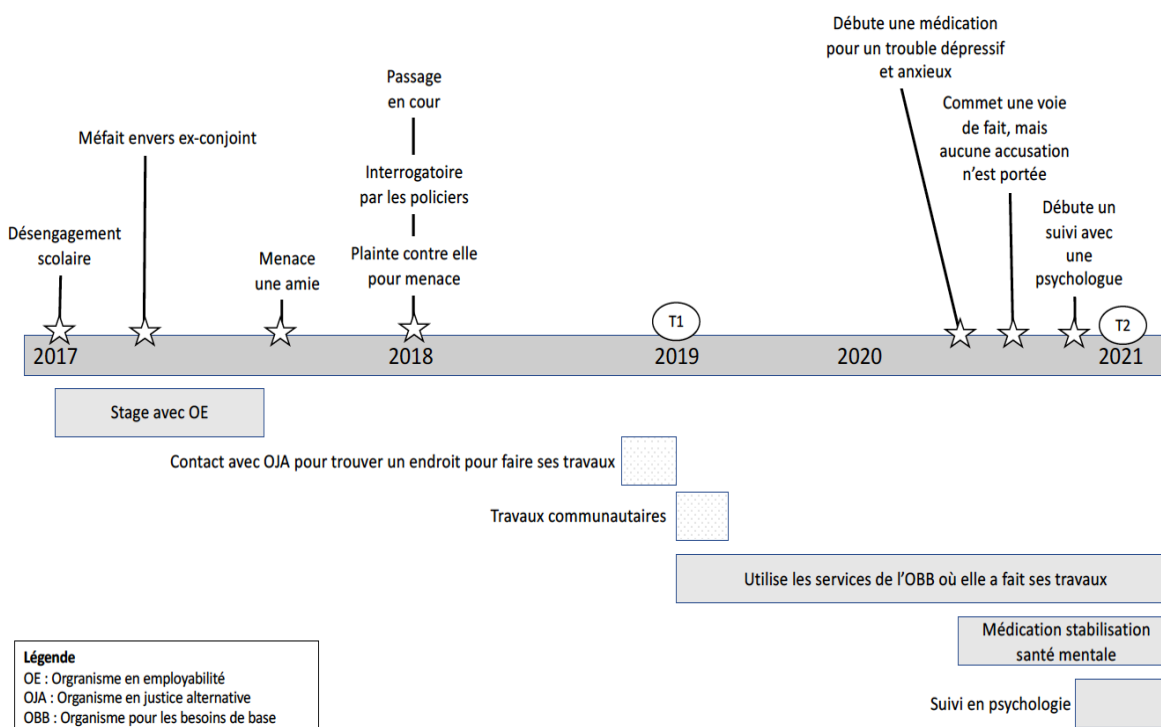 Débute une médication
pour un trouble dépressif
et anxieux
Passage
en cour
Commet une voie
de fait, mais
aucune accusation
n'est portée
Méfait envers ex-conjoint
Interrogatoire
par les policiers
Désengagement
scolaire
Menace
une amie
Plainte contre elle
pour menace
Débute un
suivi avec
une
psychologue
T1
T2
2017
2018
2019
2020
2021
Stage avec OE
Contact avec OJA pour trouver un endroit pour faire ses travaux
Travaux communautaires
Utilise les services de l'OBB où elle a fait ses travaux
Médication stabilisation
santé mentale
Suivi en psychologie
Légende
OE : Orgranisme en employabilité
OJA : Organisme en justice alternative
OBB : Organisme pour les besoins de base